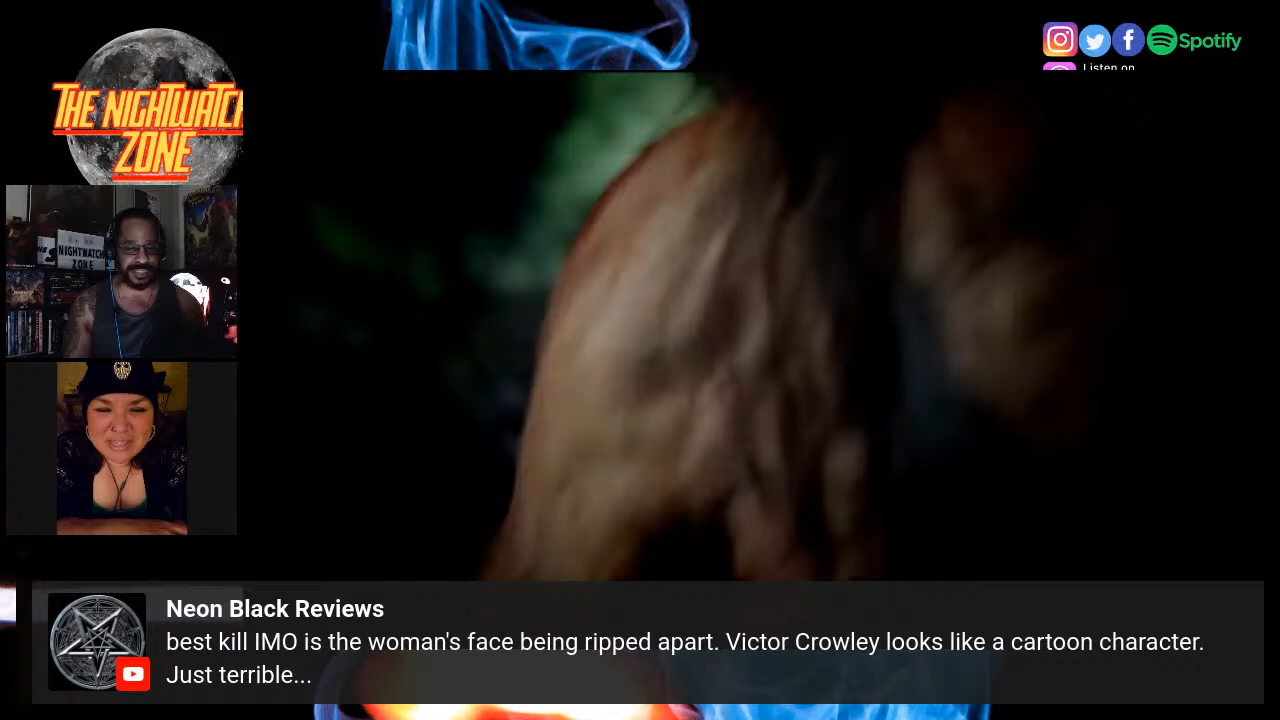 Spotify
Listen on
THE NIGHTWATCH
ZONE
NIGHTWATCH
ZONE
Neon Black Reviews
best kill IMO is the woman's face being ripped apart. Victor Crowley looks like a cartoon character.
Just terrible...